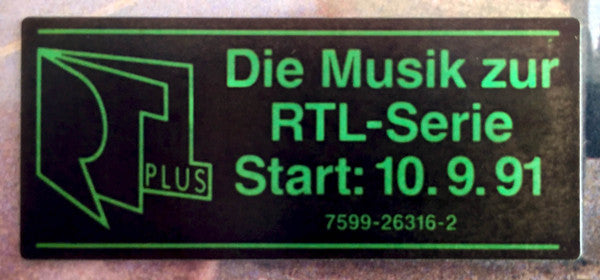 RTL
PLUS
Die Musik zur
RTL-Serie
Start: 10.9.91
7599-26316-2